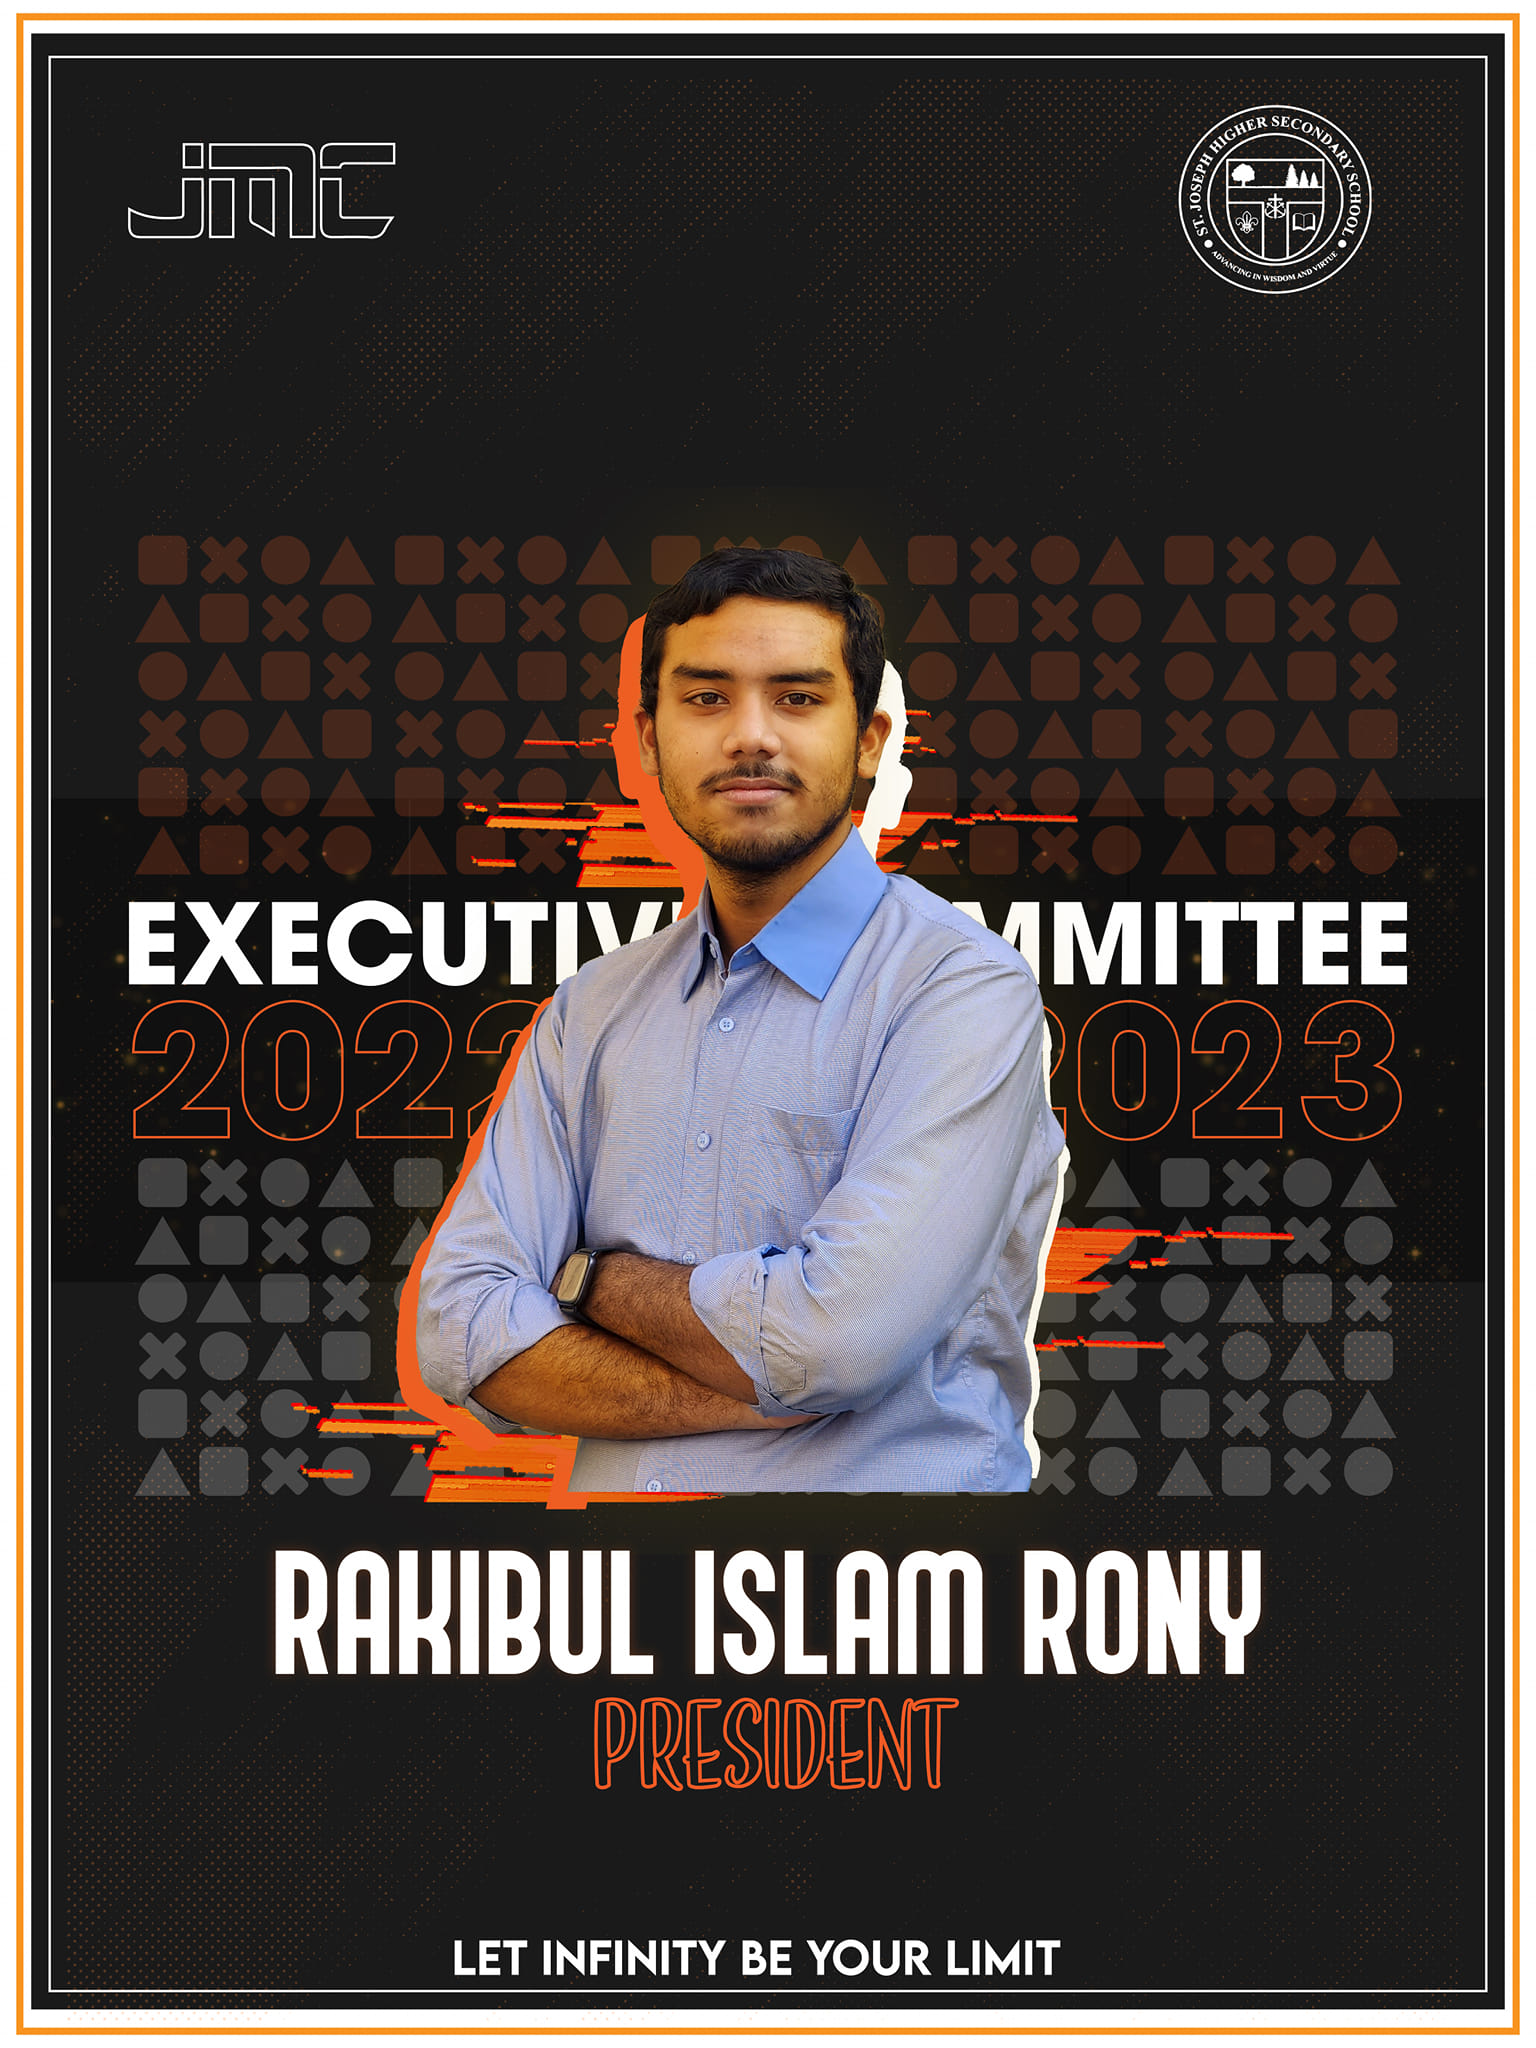 JMC
ST. JOSEPH HIGHER SECONDARY SCHOOL
ADVANCING IN WISDOM AND VIRTUE
EXECUTIV MMITTEE
2022 2023
RAKIBUL ISLAM RONY
PRESIDENT
LET INFINITY BE YOUR LIMIT